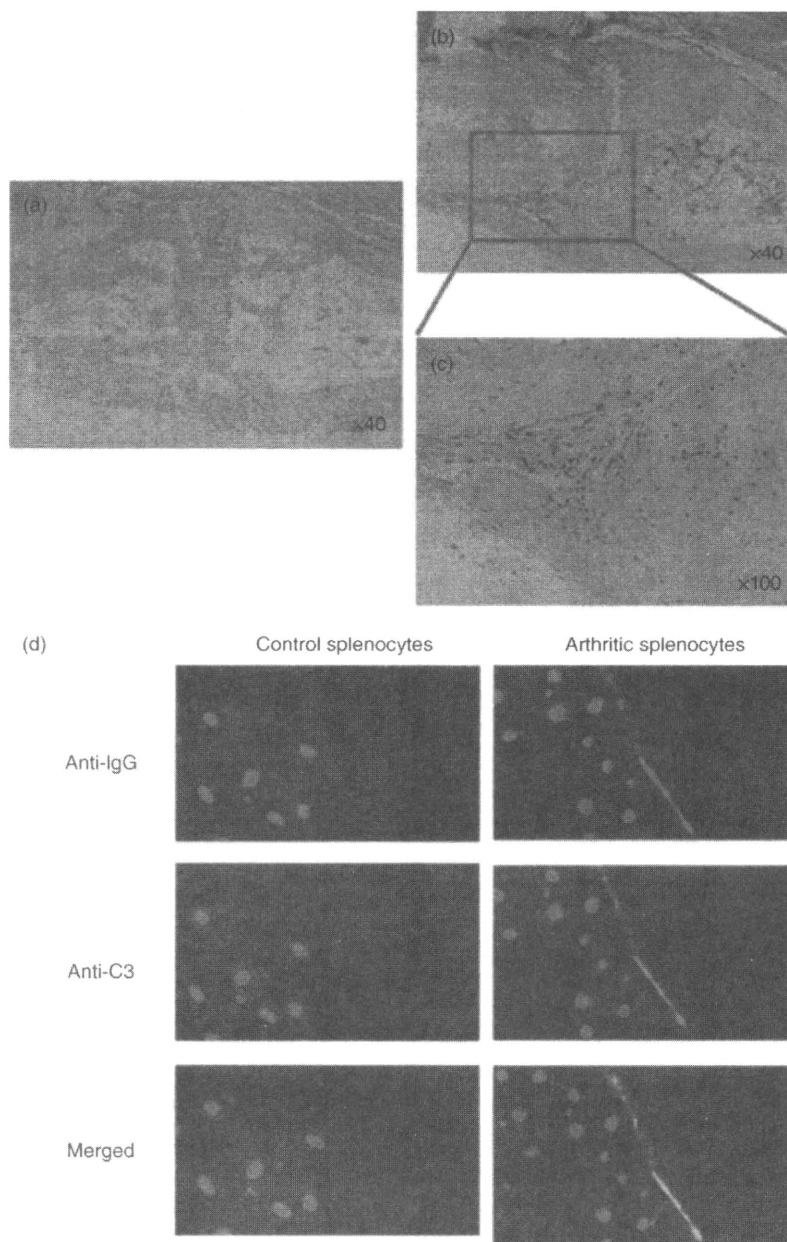 (b)
(a)
×40
×40
(c)
×100
(d)
Control splenocytes
Arthritic splenocytes
Anti-IgG
Anti-C3
Merged